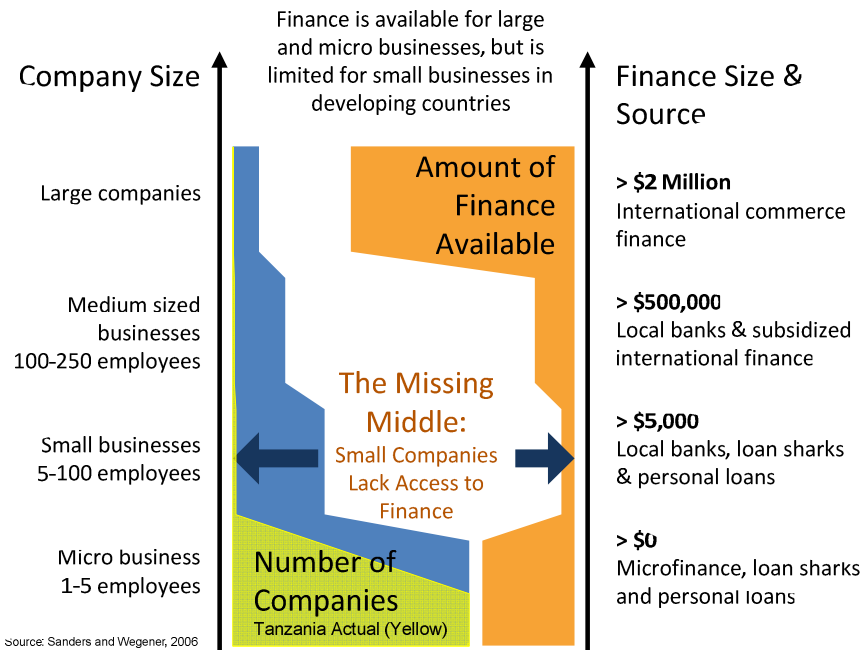 Finance is available for large
and micro businesses, but is
limited for small businesses in
developing countries
Company Size
Large companies
Medium sized
businesses
100-250 employees
Small businesses
5-100 employees
Micro business
1-5 employees
Amount of
Finance
Available
The Missing
Middle:
Small Companies
Lack Access to
Finance
Number of
Companies
Tanzania Actual (Yellow)
Finance Size &
Source
> $2 Million
International commerce
finance
> $500,000
Local banks & subsidized
international finance
> $5,000
Local banks, loan sharks
& personal loans
> $0
Microfinance, loan sharks
and personal loans
Source: Sanders and Wegener, 2006